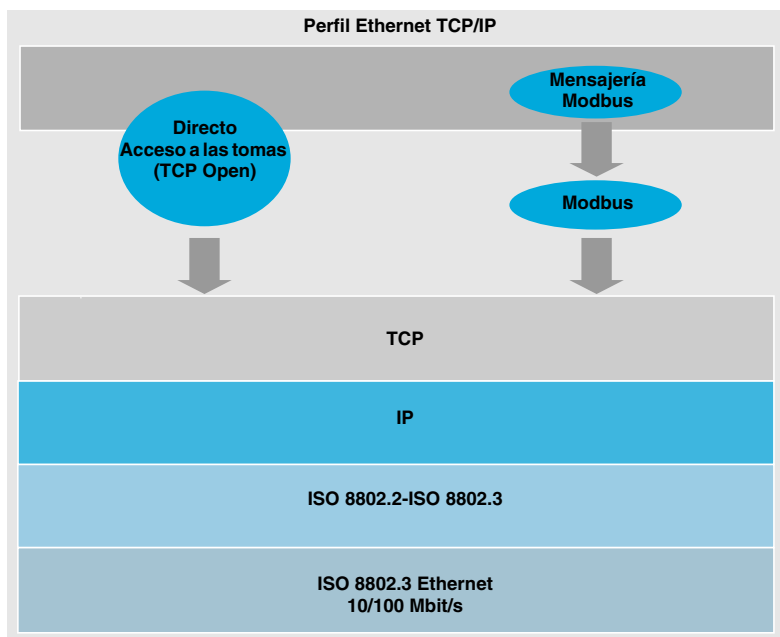 Perfil Ethernet TCP/IP
Mensajería
Modbus
Directo
Acceso a las tomas
(TCP Open)
Modbus
TCP
IP
ISO 8802.2-ISO 8802.3
ISO 8802.3 Ethernet
10/100 Mbit/s